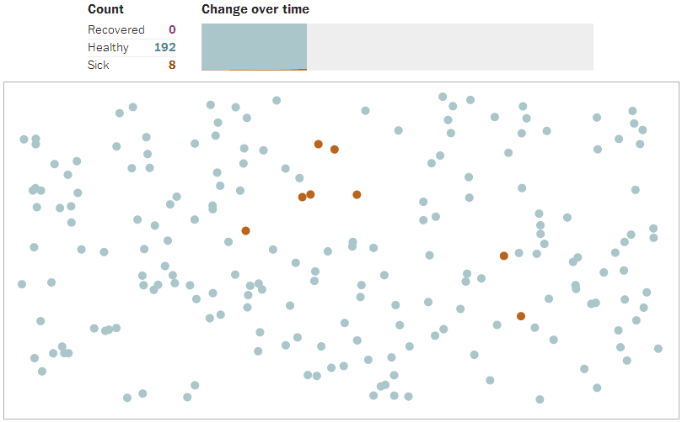 Count
Recovered 0
Healthy 192
Sick 8
Change over time